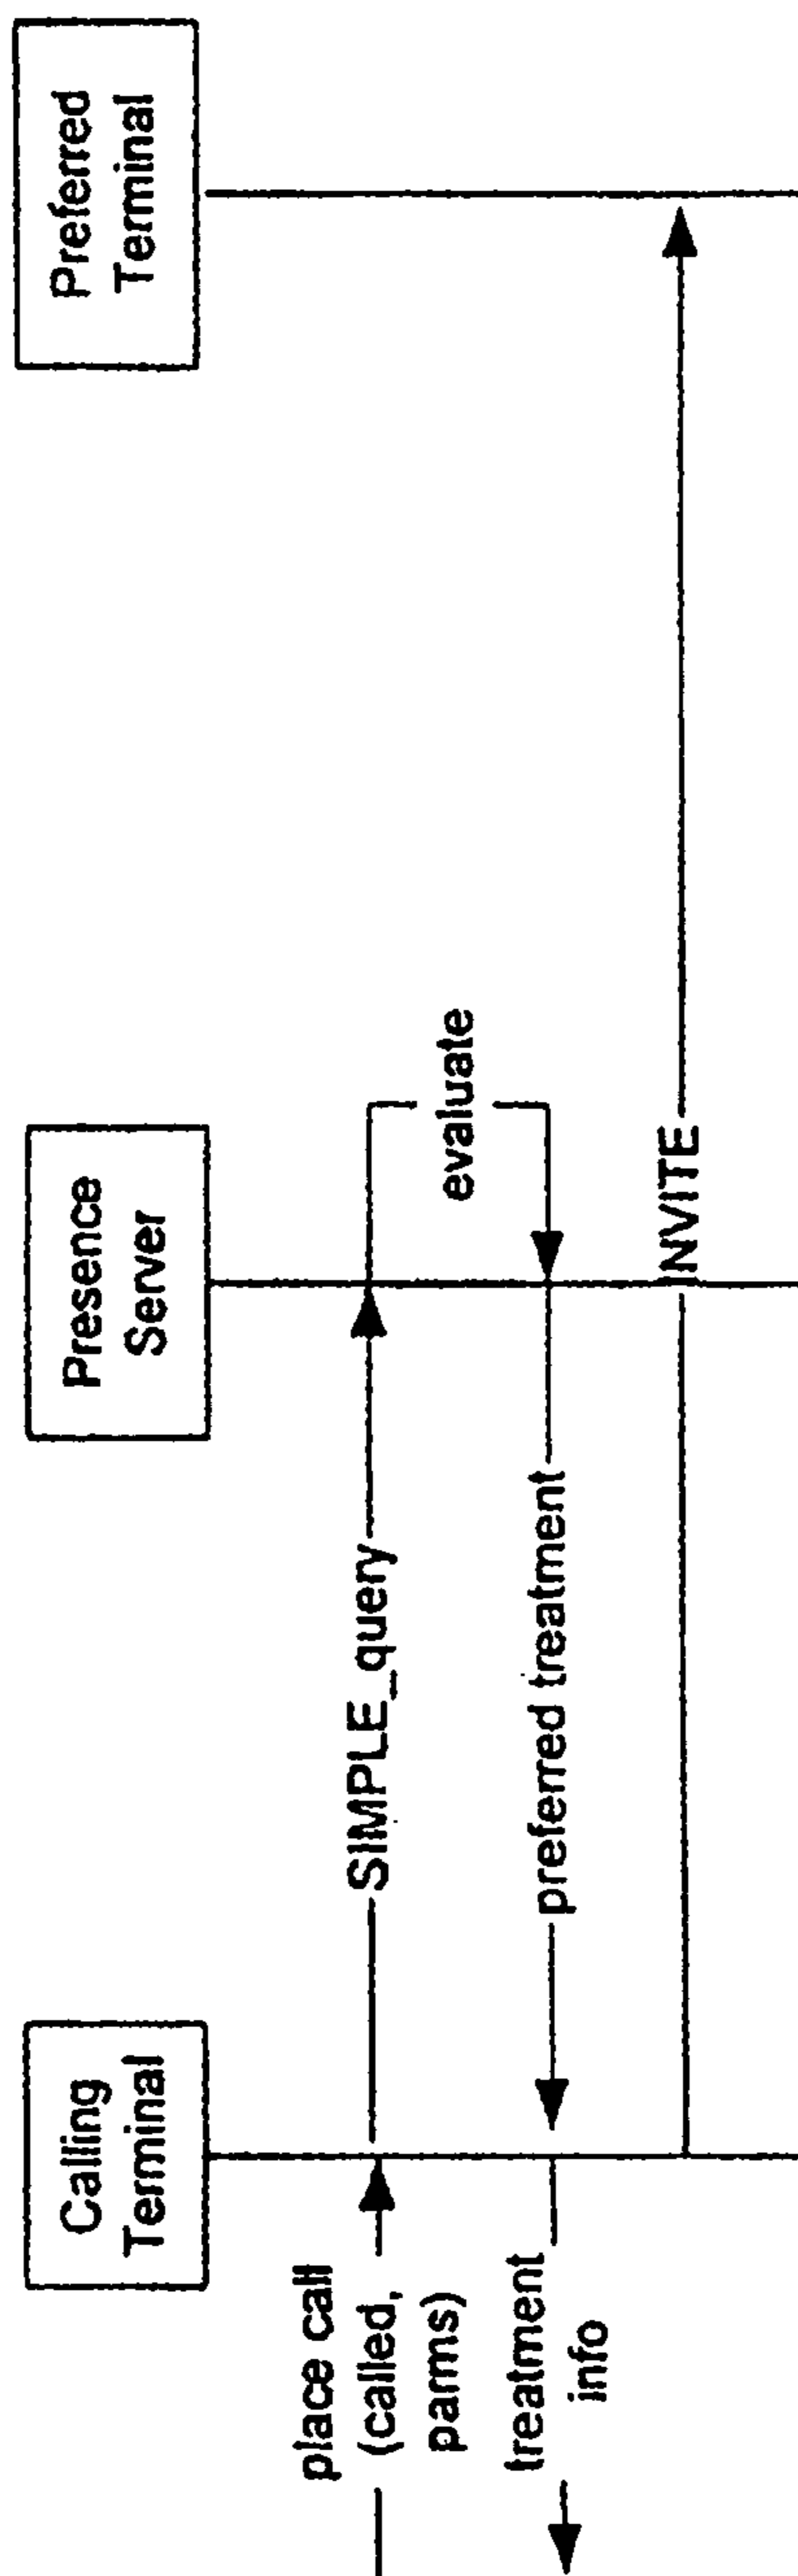 Calling
Terminal
Presence
Server
Preferred
Terminal
place call
(called,
parms)
SIMPLE_query
evaluate
treatment
info
preferred treatment
INVITE